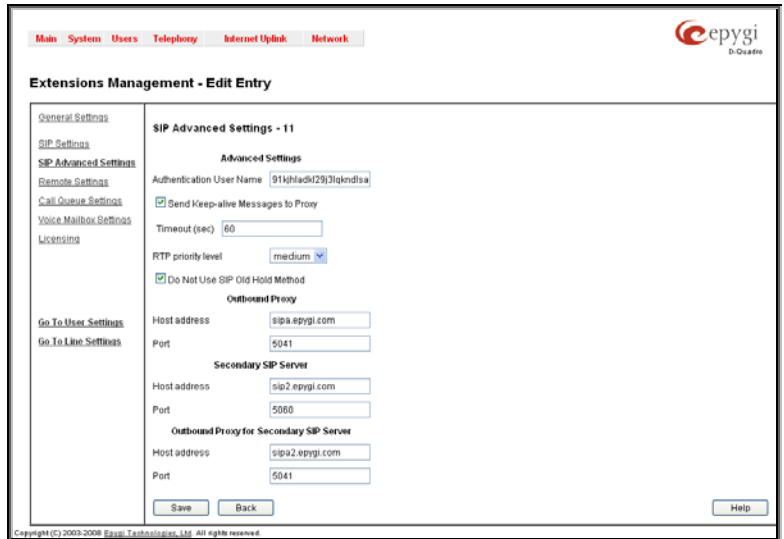 Main System Users Telephony Internet Uplink Network
epygi
D-Quadro
Extensions Management - Edit Entry
General Settings
SIP Settings
SIP Advanced Settings
Remote Settings
Call Queue Settings
Voice Mailbox Settings
Licensing
Go To User Settings
Go To Line Settings
SIP Advanced Settings - 11
Advanced Settings
Authentication User Name
Send Keep-alive Messages to Proxy
Timeout (sec) 60
RTP priority level medium
Do Not Use SIP Old Hold Method
Outbound Proxy
Host address sipa.epygi.com
Port 5041
Secondary SIP Server
Host address sip2.epygi.com
Port 5060
Outbound Proxy for Secondary SIP Server
Host address sipa2.epygi.com
Port 5041
Save Back Help
Copyright (C) 2003-2008 Epygi Technologies, Ltd. All rights reserved.